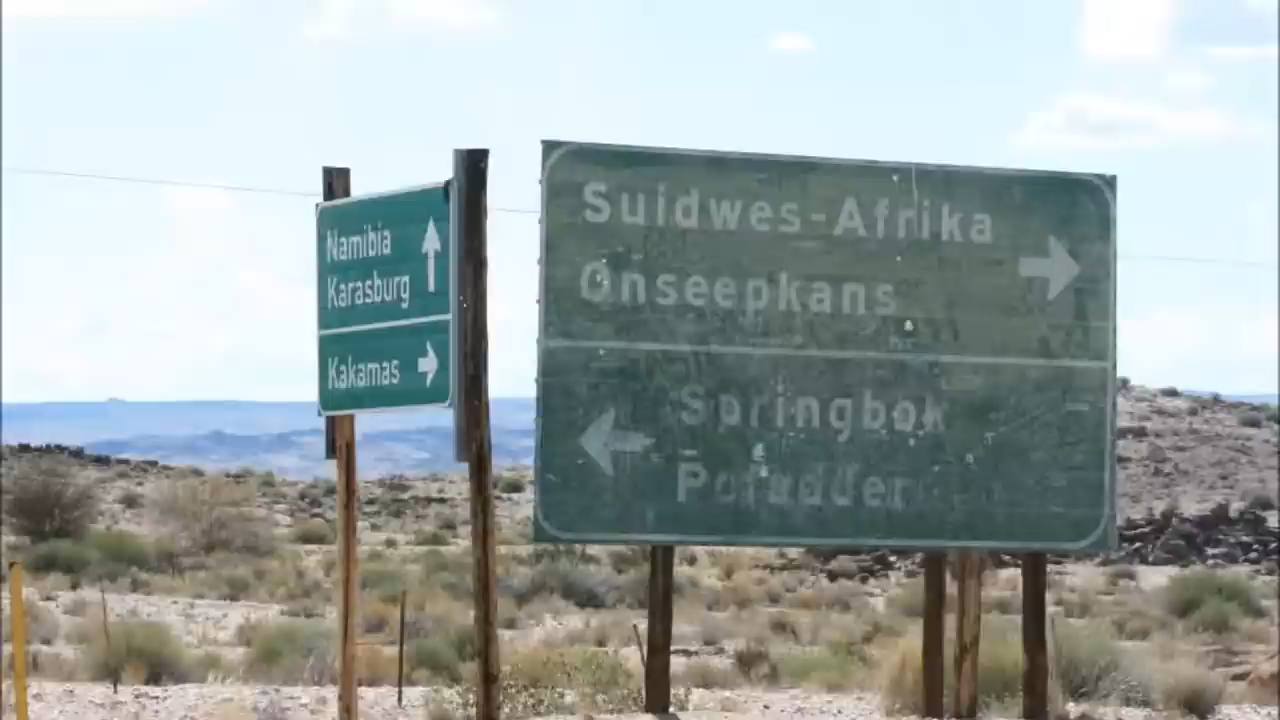 Namibia
Karasburg
Kakamas
Suidwes-Afrika
Onseepkans
Springbok
Pofadder